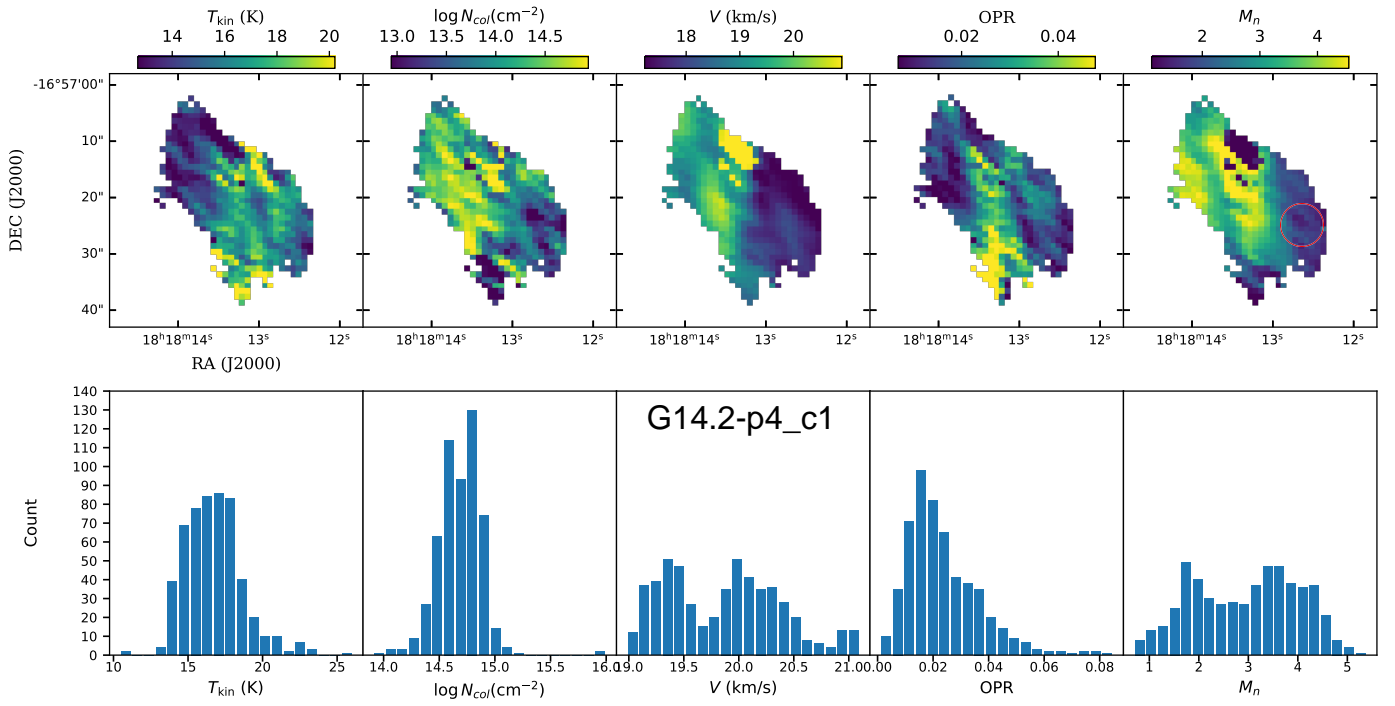 T_kin (K) log N_col(cm⁻²) V (km/s) OPR M_n
14 16 18 20 13.0 13.5 14.0 14.5 18 19 20 0.02 0.04 2 3 4
-16°57'00"
10"
20"
30"
40"
DEC (J2000)
18ʰ18ᵐ14ˢ 13ˢ 12ˢ 18ʰ18ᵐ14ˢ 13ˢ 12ˢ 18ʰ18ᵐ14ˢ 13ˢ 12ˢ 18ʰ18ᵐ14ˢ 13ˢ 12ˢ 18ʰ18ᵐ14ˢ 13ˢ 12ˢ
RA (J2000)
140
130
120
110
100
90
80
70
60
50
40
30
20
10
0
Count
G14.2-p4_c1
10 15 20 25 14.0 14.5 15.0 15.5 16.0 19.0 19.5 20.0 20.5 21.0 0.00 0.02 0.04 0.06 0.08 1 2 3 4 5
T_kin (K) log N_col(cm⁻²) V (km/s) OPR M_n